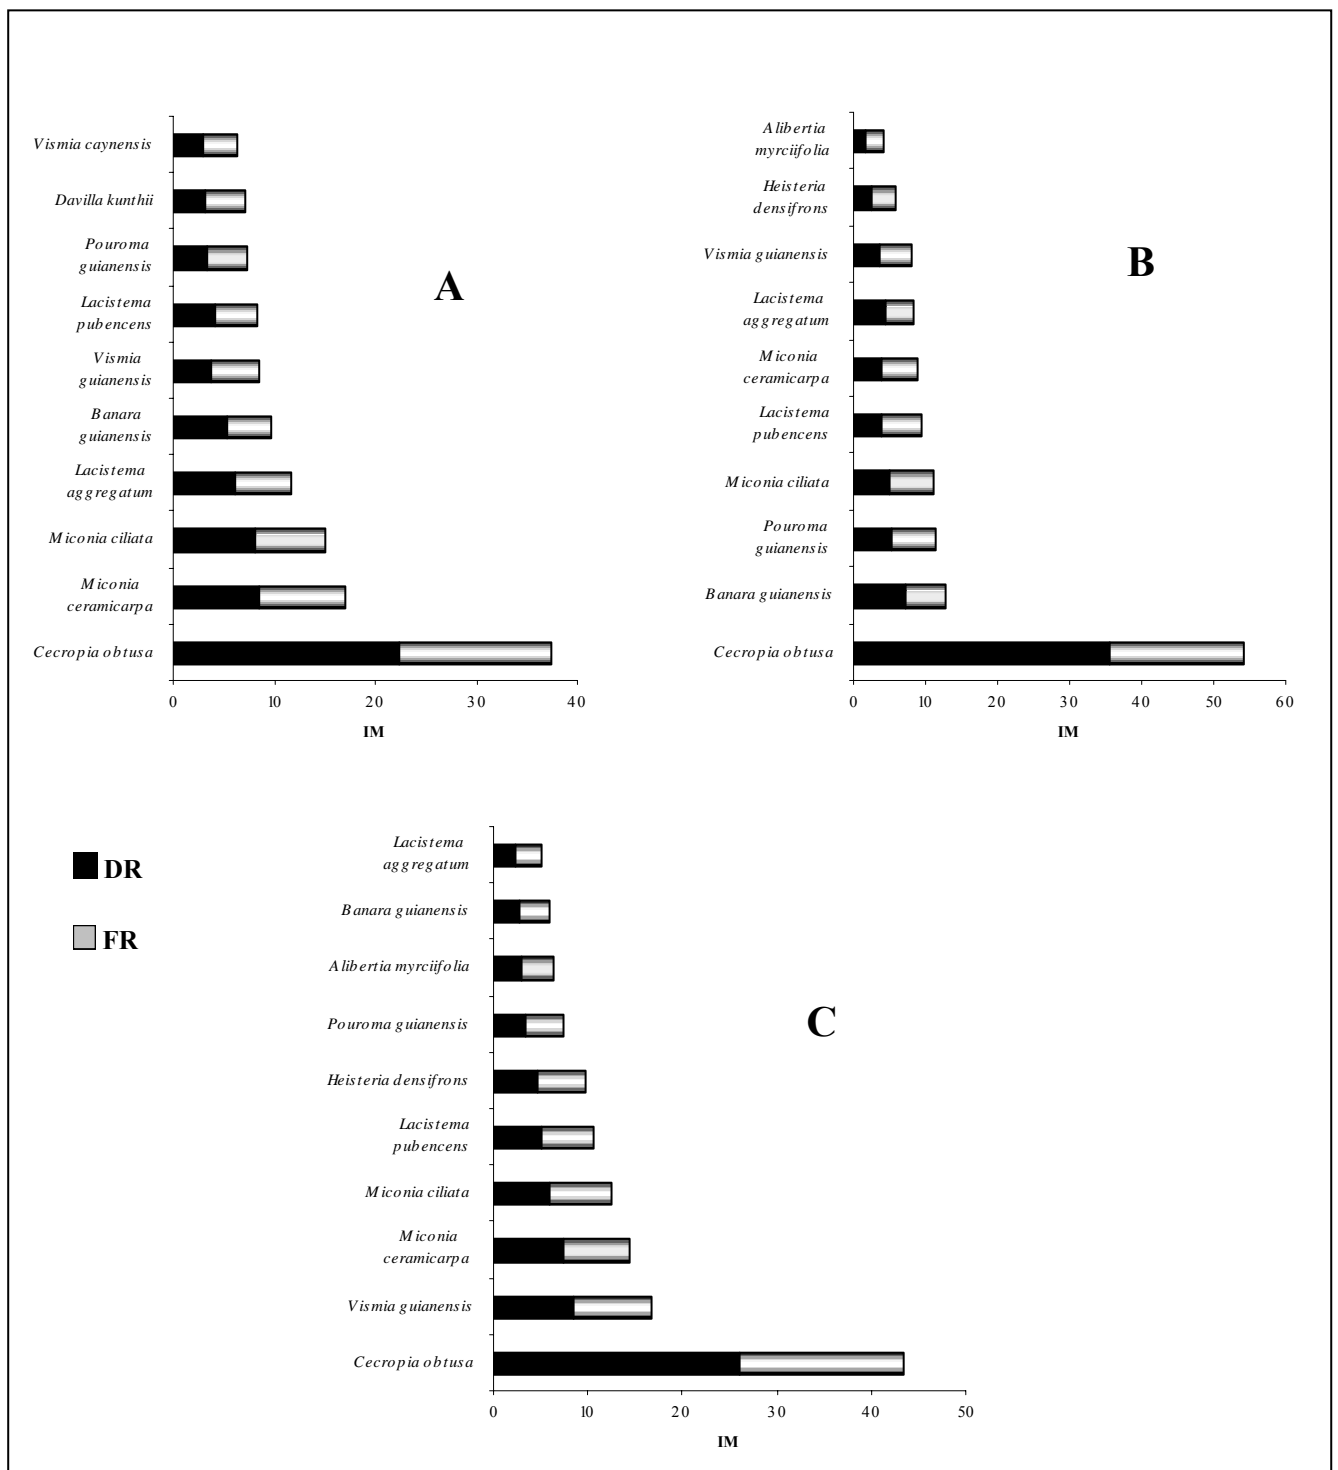 Vismia caynensis
Davilla kunthii
Pouroma
guianensis
Lacistema
pubencens
Vismia
guianensis
Banara
guianensis
Lacistema
aggregatum
Miconia ciliata
Miconia
ceramicarpa
Cecropia obtusa
0 10 20 30 40
IM
A
Alibertia
myrciifolia
Heisteria
densifrons
Vismia guianensis
Lacistema
aggregatum
Miconia
ceramicarpa
Lacistema
pubencens
Miconia ciliata
Pouroma
guianensis
Banara guianensis
Cecropia obtusa
0 10 20 30 40 50 60
IM
B
DR
FR
Lacistema
aggregatum
Banara guianensis
Alibertia myrciifolia
Pouroma guianensis
Heisteria densifrons
Lacistema
pubencens
Miconia ciliata
Miconia
ceramicarpa
Vismia guianensis
Cecropia obtusa
0 10 20 30 40 50
IM
C